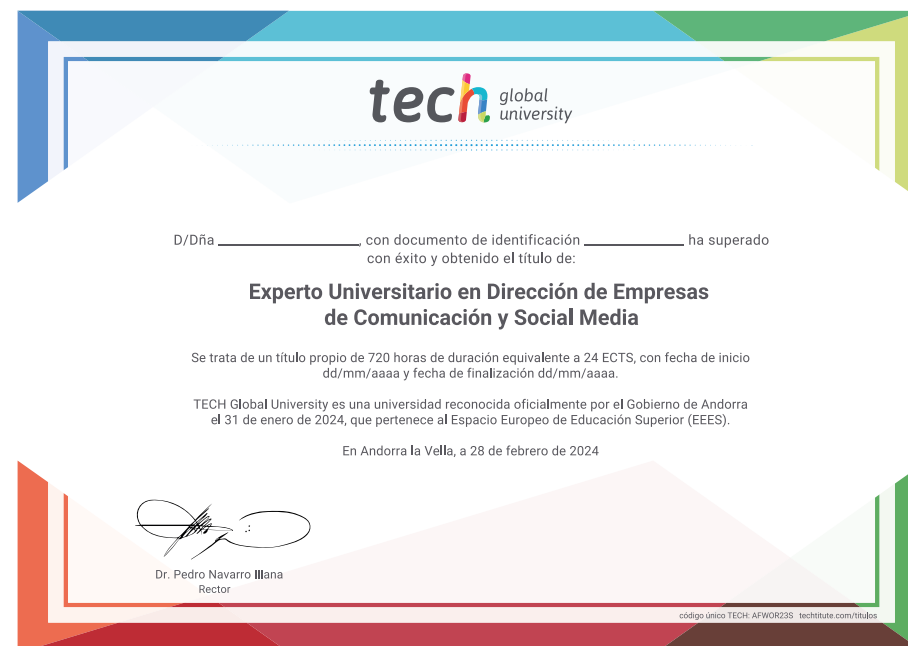 tech global
university
D/Dña ____________________, con documento de identificación ______________ ha superado
con éxito y obtenido el título de:
Experto Universitario en Dirección de Empresas
de Comunicación y Social Media
Se trata de un título propio de 720 horas de duración equivalente a 24 ECTS, con fecha de inicio
dd/mm/aaaa y fecha de finalización dd/mm/aaaa.
TECH Global University es una universidad reconocida oficialmente por el Gobierno de Andorra
el 31 de enero de 2024, que pertenece al Espacio Europeo de Educación Superior (EEES).
En Andorra la Vella, a 28 de febrero de 2024
Dr. Pedro Navarro Illana
Rector
código único TECH: AFWOR23S techtitute.com/titulos